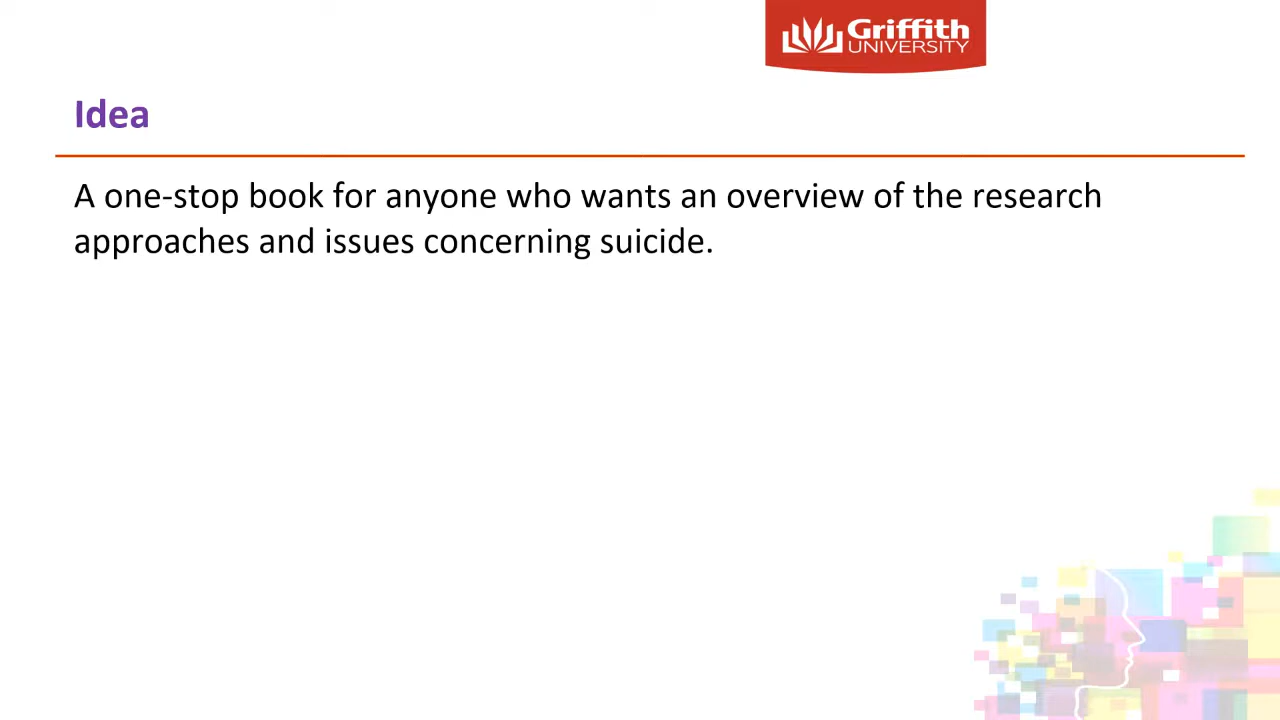 Griffith
UNIVERSITY
Idea
A one-stop book for anyone who wants an overview of the research
approaches and issues concerning suicide.